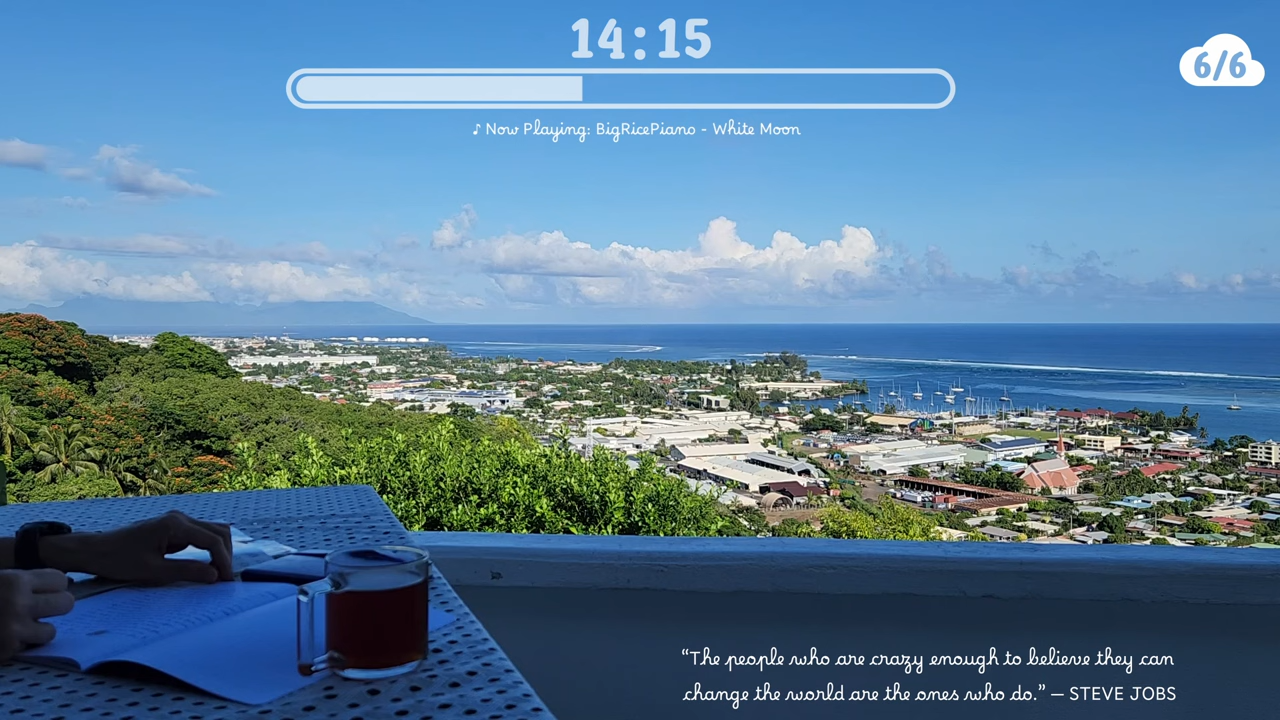 14:15
6/6
♪ Now Playing: BigRicePiano - White Moon
“The people who are crazy enough to believe they can
change the world are the ones who do.” — STEVE JOBS